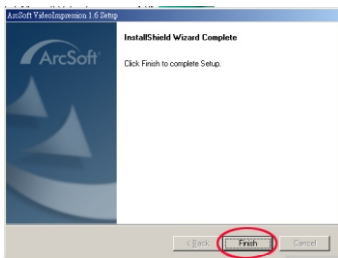 ArcSoft VideoImpression 1.6 Setup
ArcSoft
InstallShield Wizard Complete
Click Finish to complete Setup.
< Back
Finish
Cancel